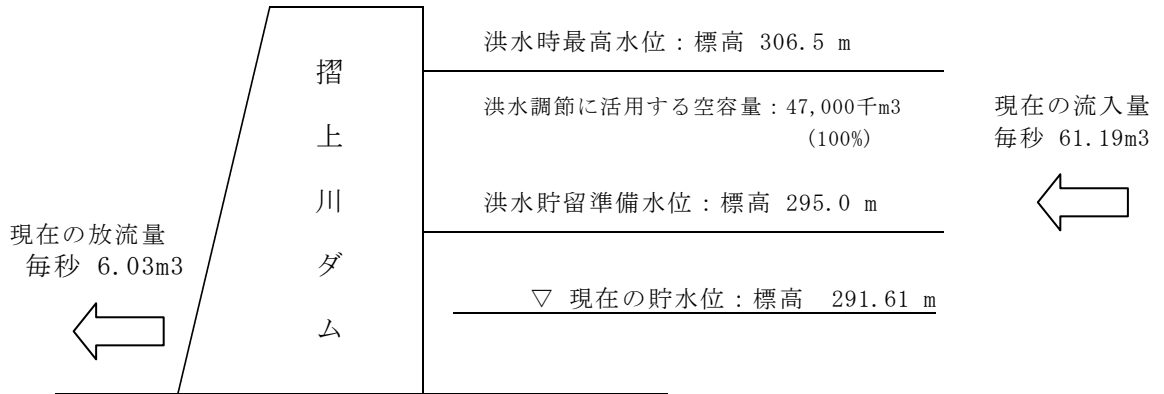 洪水時最高水位：標高 306.5 m
摺上川ダム
洪水調節に活用する空容量：47,000千m3
(100%)
現在の流入量
毎秒 61.19m3
洪水貯留準備水位：標高 295.0 m
現在の放流量
毎秒 6.03m3
▽ 現在の貯水位：標高 291.61 m